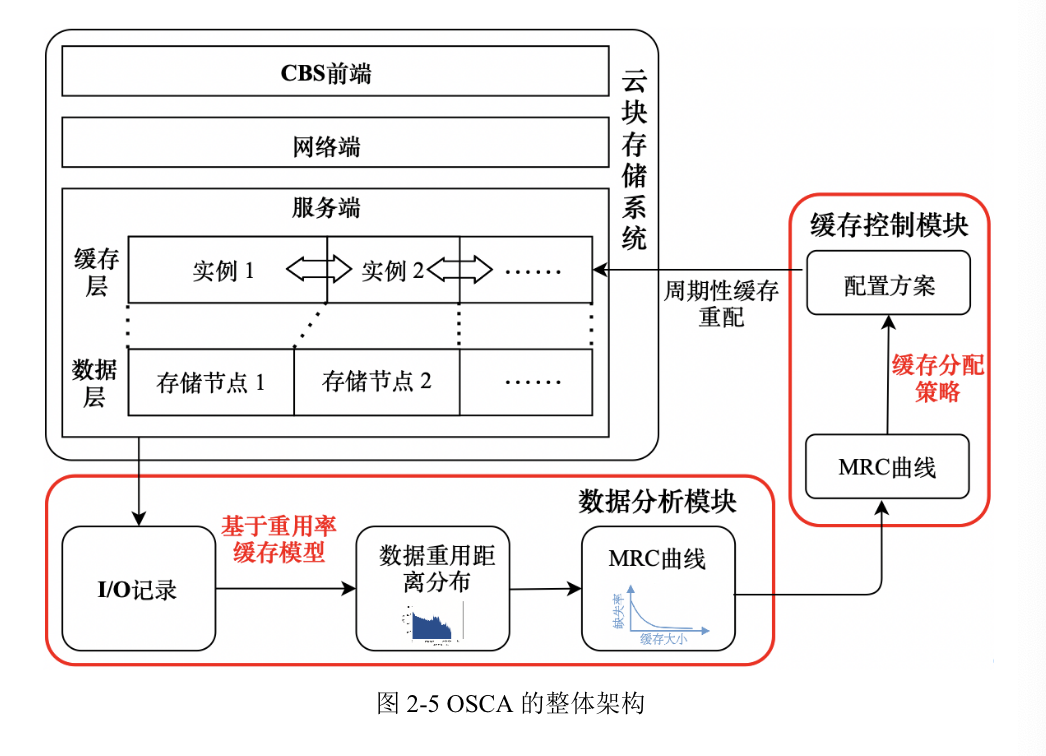 CBS前端
网络端
服务端
云块存储系统
缓存层
实例 1
实例 2
······
数据层
存储节点 1
存储节点 2
······
周期性缓存
重配
缓存控制模块
配置方案
缓存分配
策略
MRC曲线
数据分析模块
I/O记录
基于重用率
缓存模型
数据重用距
离分布
MRC曲线
缺失率
缓存大小
图 2-5 OSCA 的整体架构